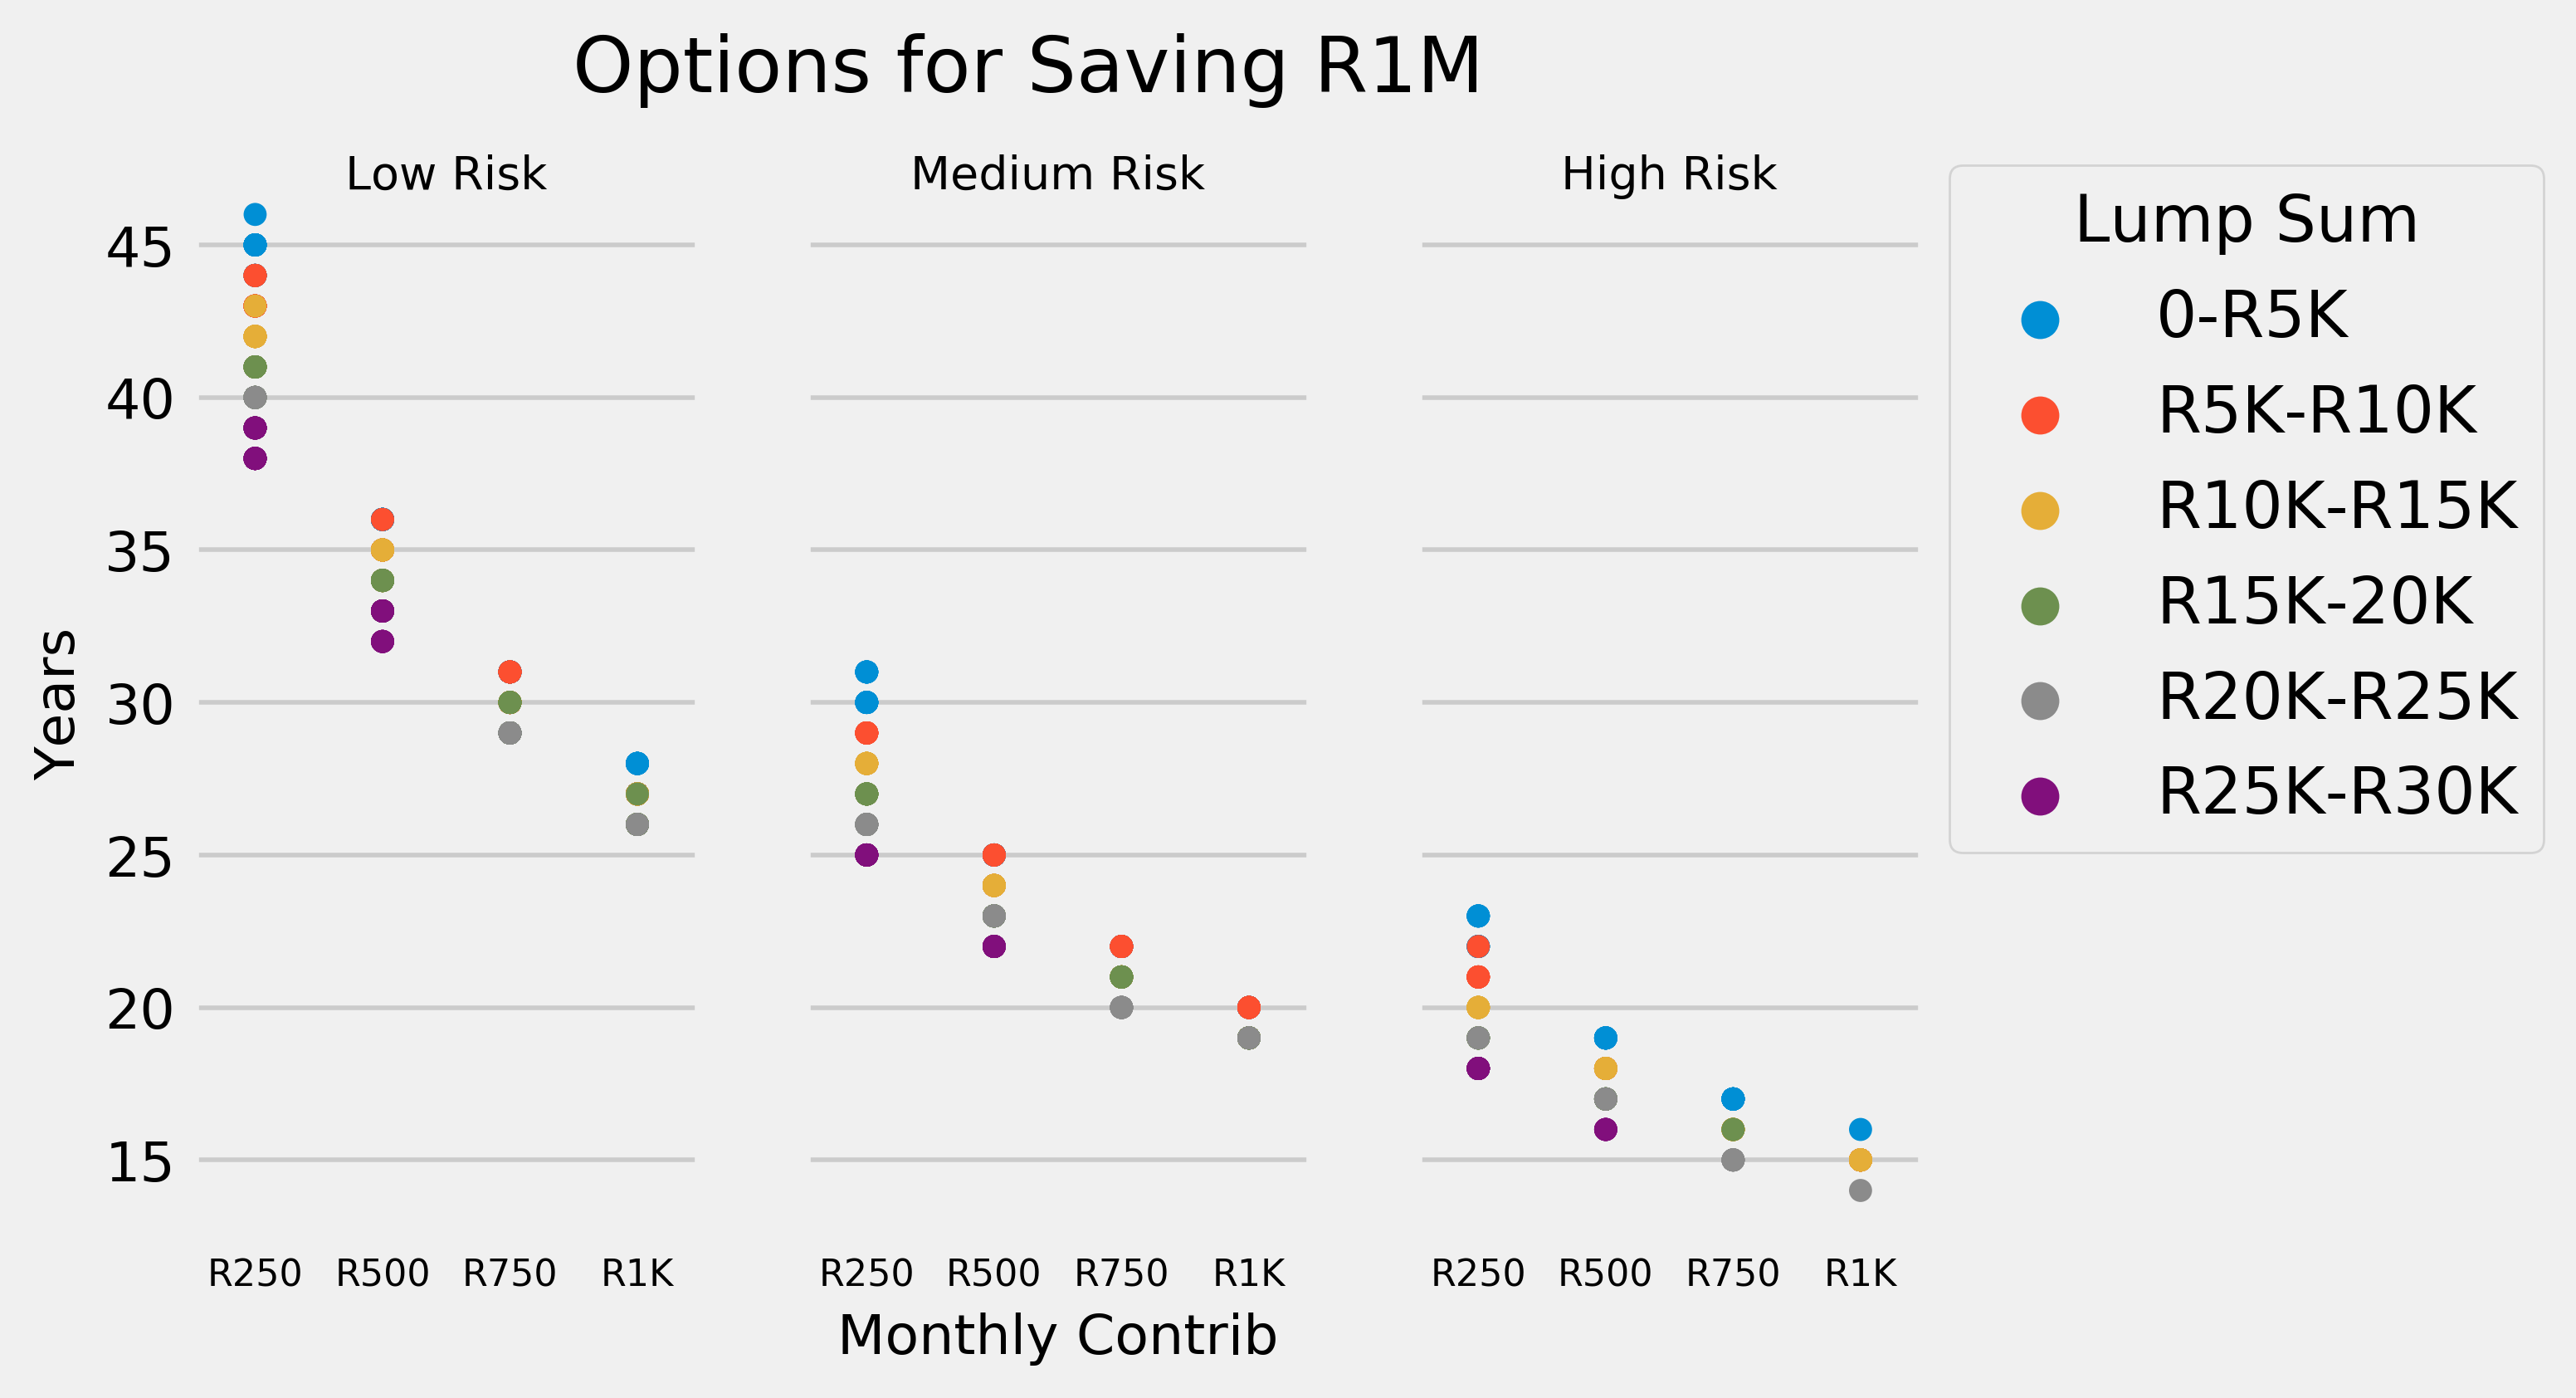 Options for Saving R1M
Low Risk
Medium Risk
High Risk
Years
45
40
35
30
25
20
15
R250 R500 R750 R1K
R250 R500 R750 R1K
R250 R500 R750 R1K
Monthly Contrib
Lump Sum
0-R5K
R5K-R10K
R10K-R15K
R15K-20K
R20K-R25K
R25K-R30K